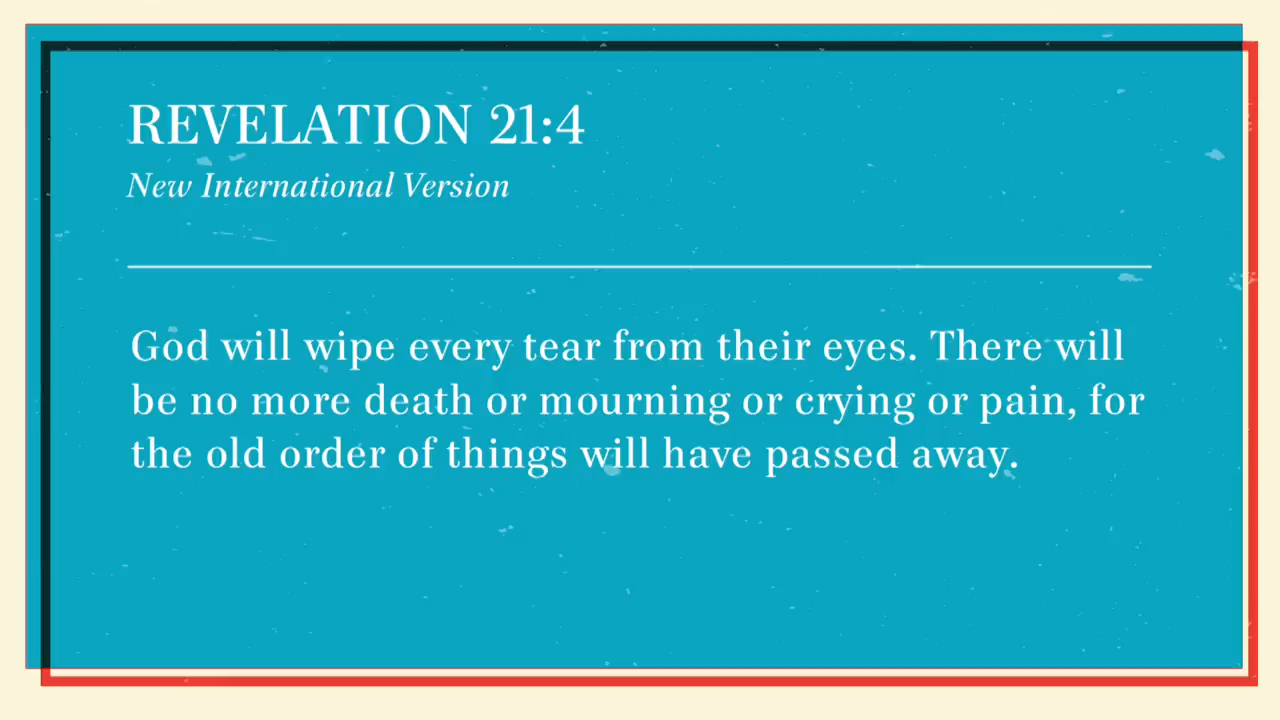 REVELATION 21:4
New International Version
God will wipe every tear from their eyes. There will
be no more death or mourning or crying or pain, for
the old order of things will have passed away.